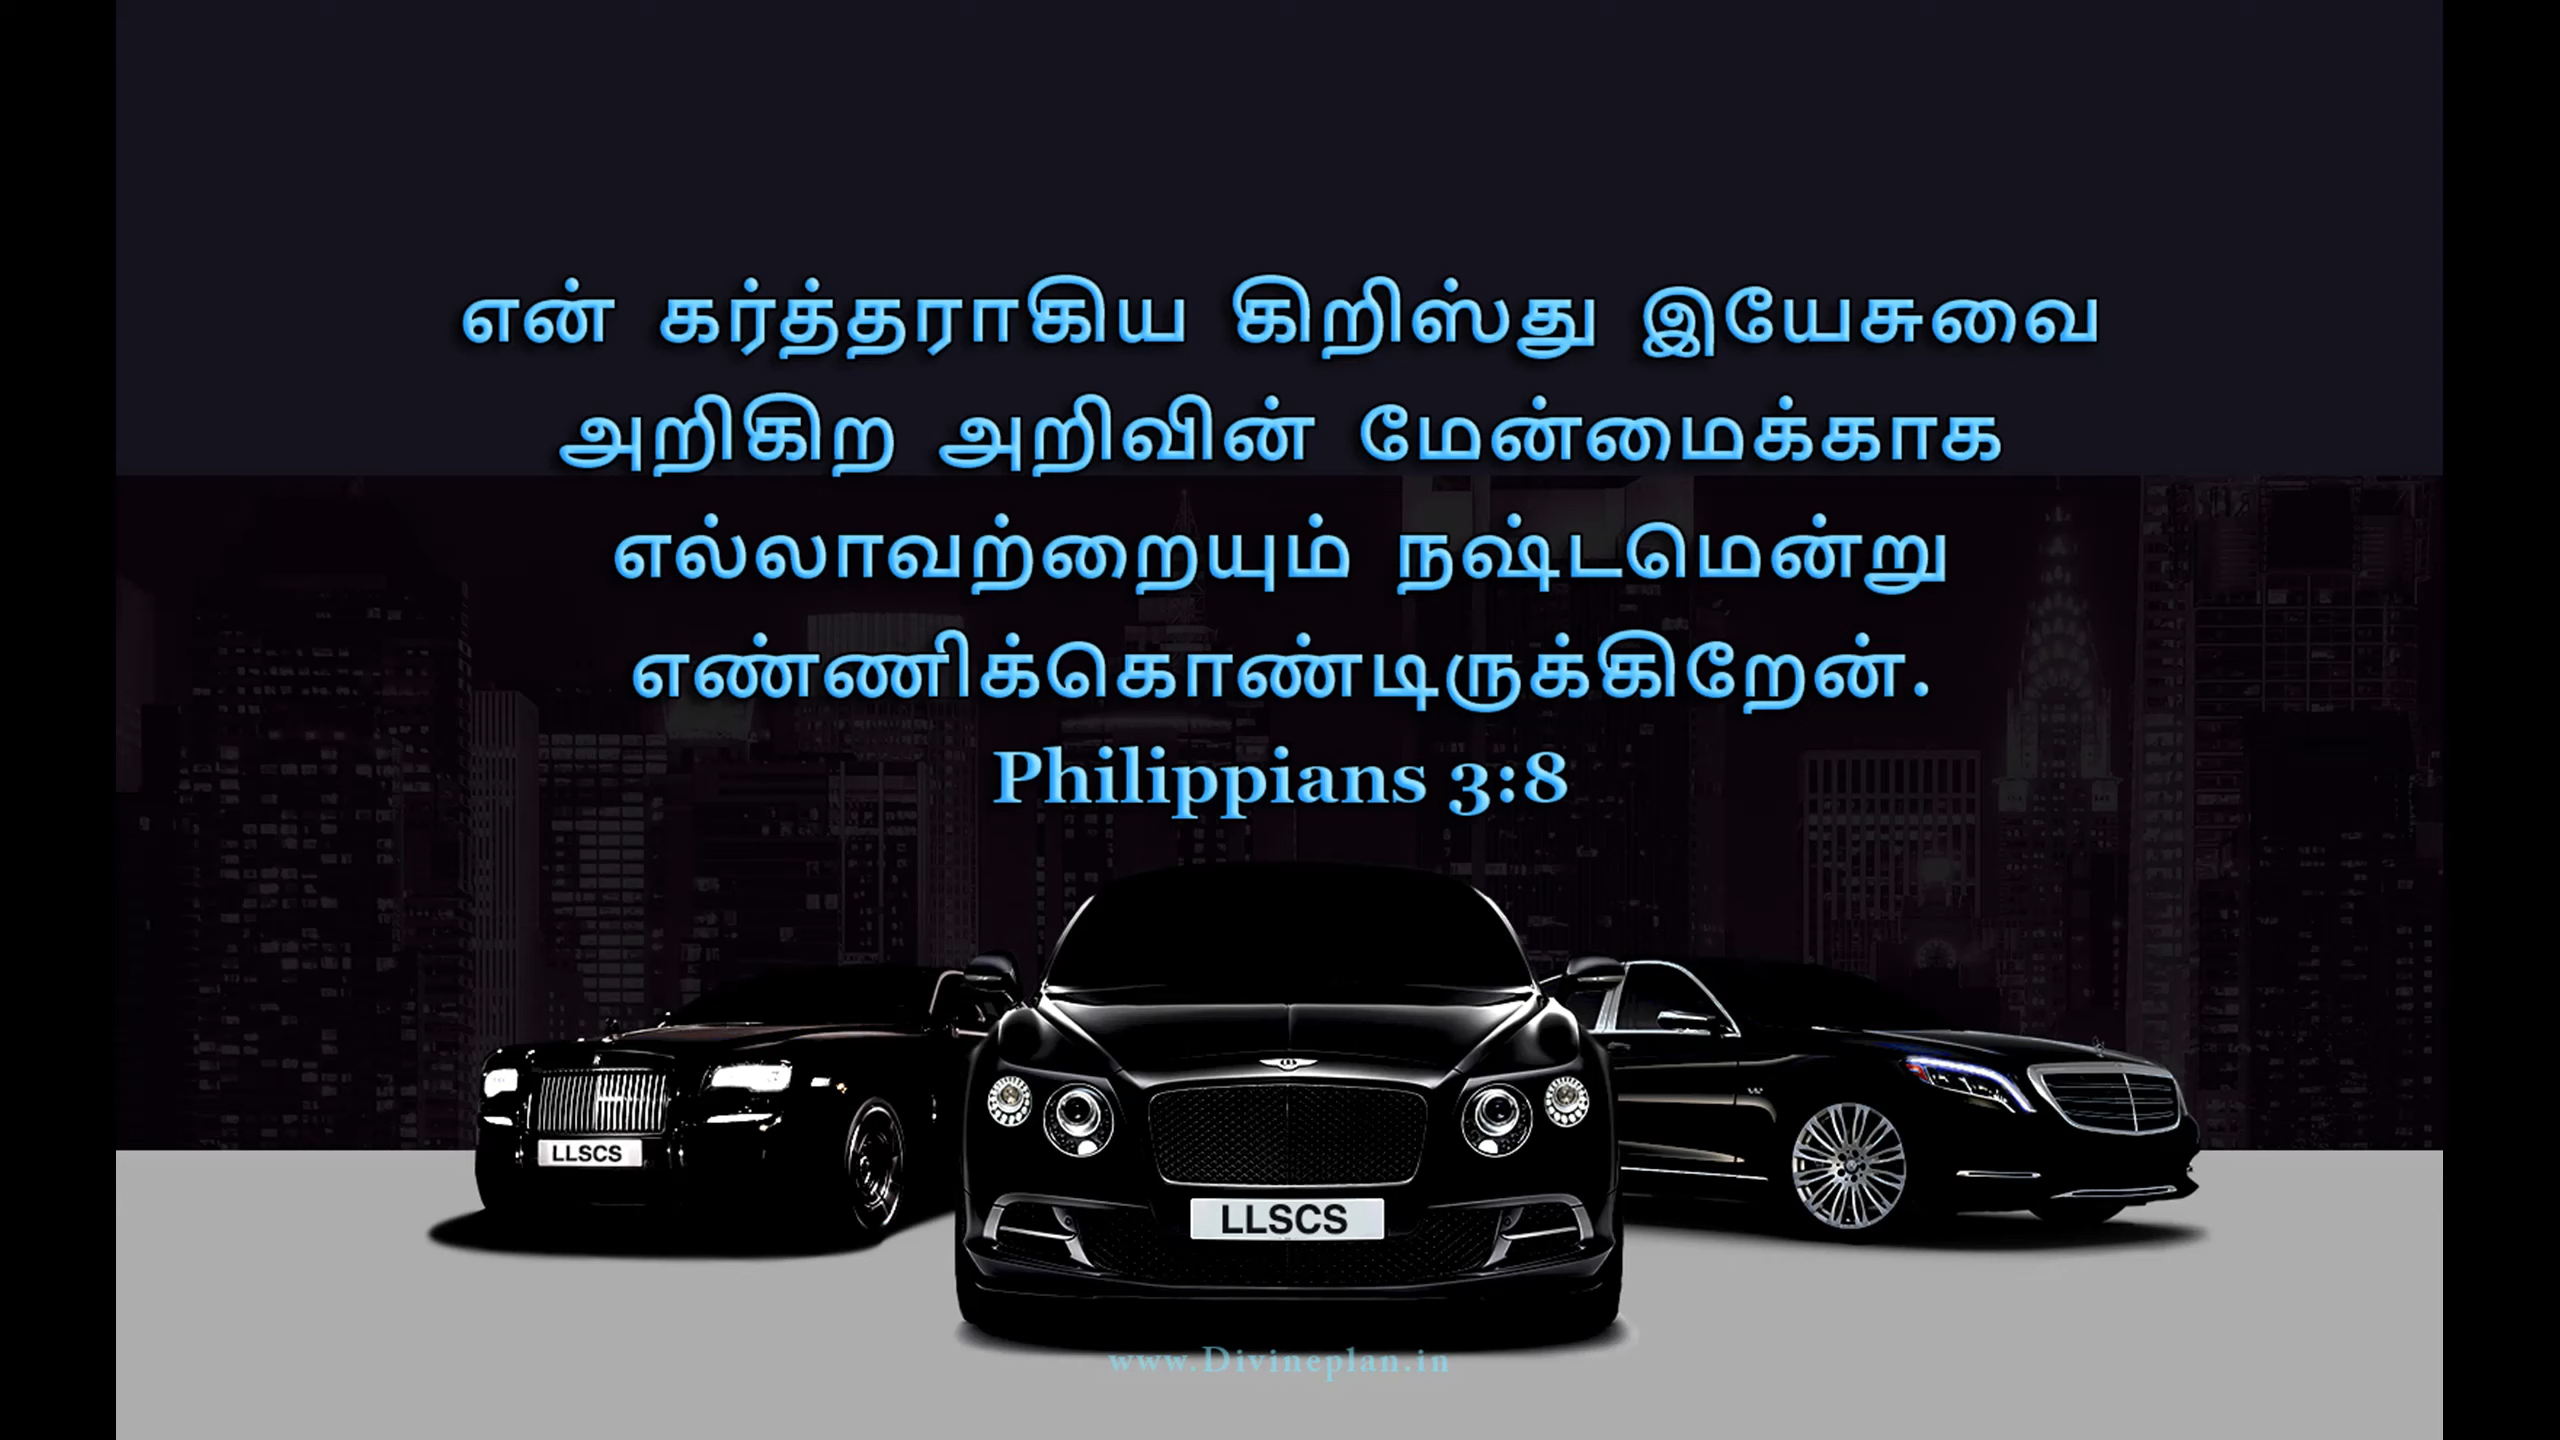 என் கர்த்தராகிய கிறிஸ்து இயேசுவை
அறிகிற அறிவின் மேன்மைக்காக
எல்லாவற்றையும் நஷ்டமென்று
எண்ணிக்கொண்டிருக்கிறேன்.
Philippians 3:8
LLSCS
LLSCS
www.Divineplan.in